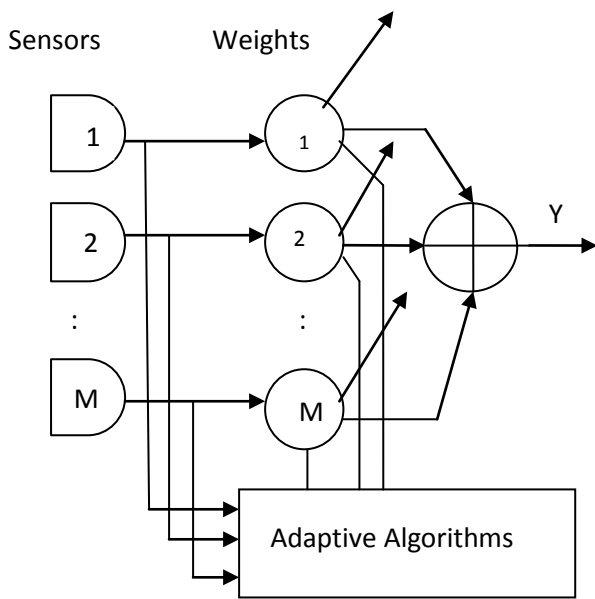 Sensors Weights
1 1
2 2
Y
: :
M M
Adaptive Algorithms